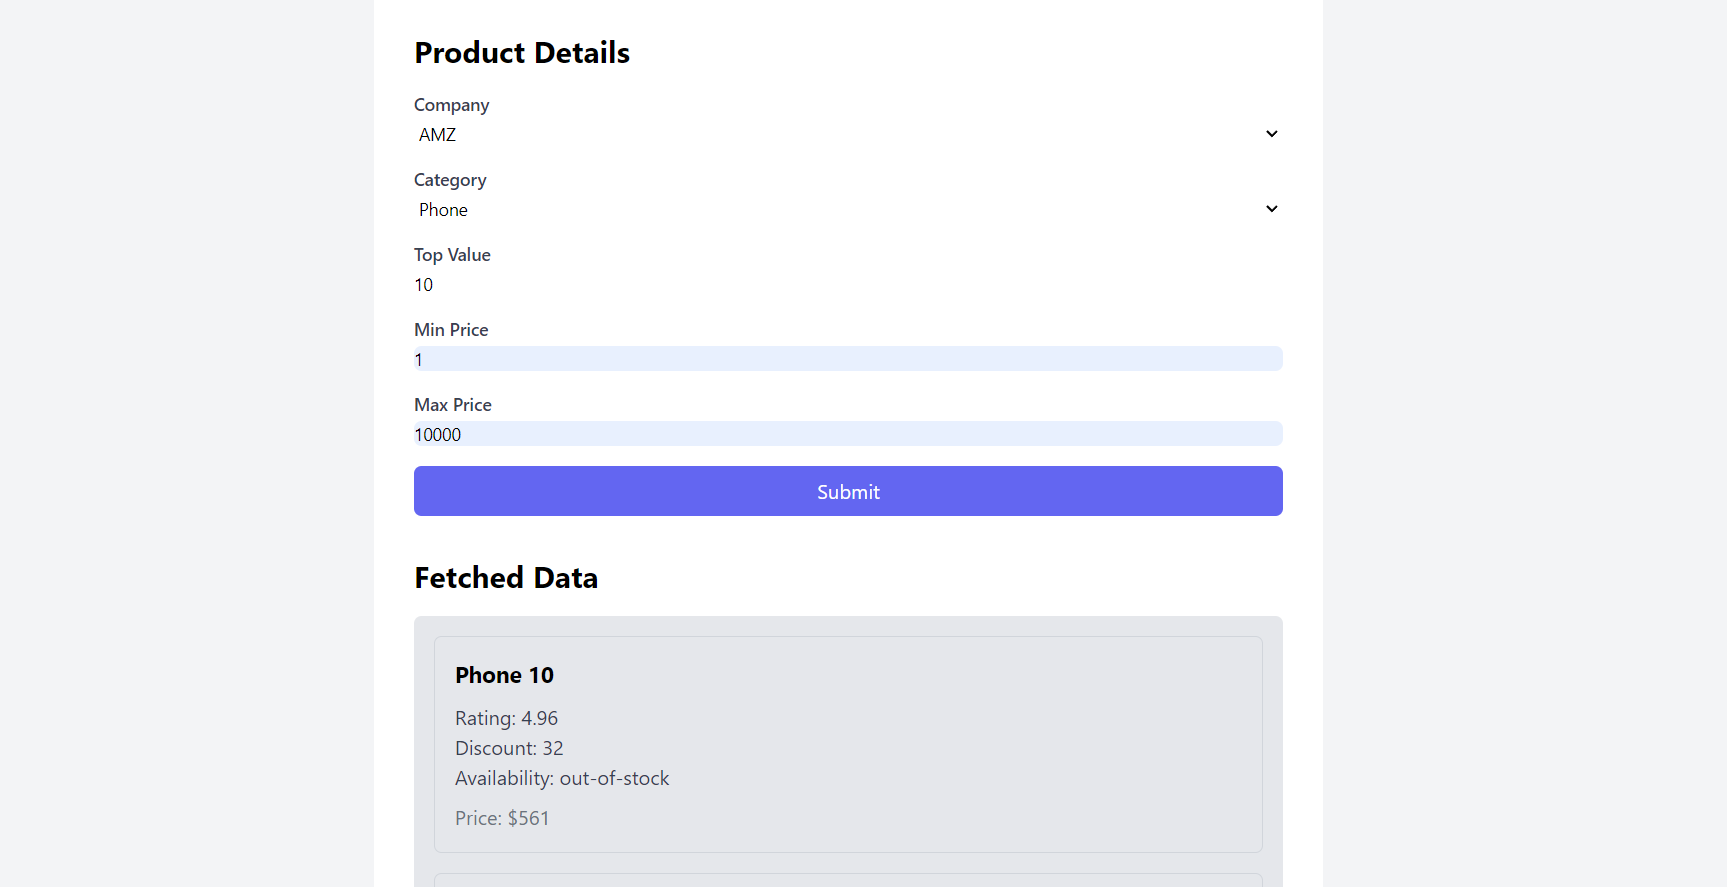 Product Details
Company
AMZ
Category
Phone
Top Value
10
Min Price
1
Max Price
10000
Submit
Fetched Data
Phone 10
Rating: 4.96
Discount: 32
Availability: out-of-stock
Price: $561